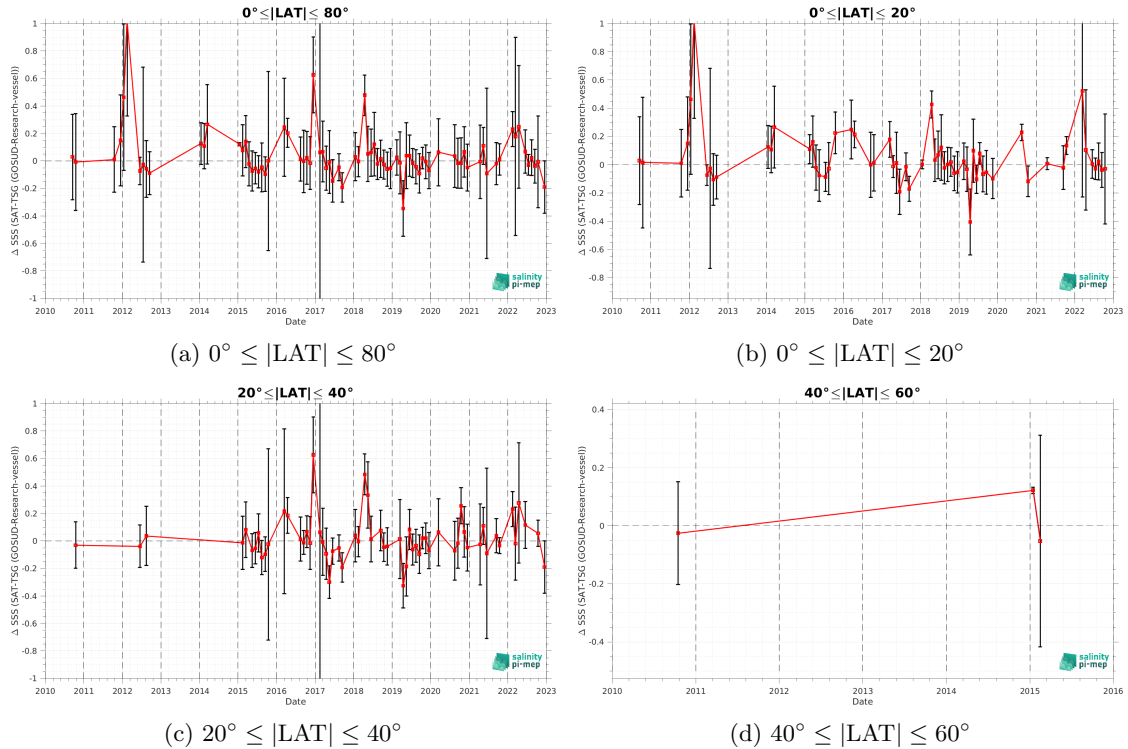 0°≤|LAT|≤ 80°
Δ SSS (SAT-TSG (GOSUD-Research-vessel))
1
0.8
0.6
0.4
0.2
0
-0.2
-0.4
-0.6
-0.8
-1
2010 2011 2012 2013 2014 2015 2016 2017 2018 2019 2020 2021 2022 2023
Date
salinity
pi-mep
(a) 0° ≤ |LAT| ≤ 80°
0°≤|LAT|≤ 20°
Δ SSS (SAT-TSG (GOSUD-Research-vessel))
1
0.8
0.6
0.4
0.2
0
-0.2
-0.4
-0.6
-0.8
2010 2011 2012 2013 2014 2015 2016 2017 2018 2019 2020 2021 2022 2023
Date
salinity
pi-mep
(b) 0° ≤ |LAT| ≤ 20°
20°≤|LAT|≤ 40°
Δ SSS (SAT-TSG (GOSUD-Research-vessel))
1
0.8
0.6
0.4
0.2
0
-0.2
-0.4
-0.6
-0.8
-1
2010 2011 2012 2013 2014 2015 2016 2017 2018 2019 2020 2021 2022 2023
Date
salinity
pi-mep
(c) 20° ≤ |LAT| ≤ 40°
40°≤|LAT|≤ 60°
Δ SSS (SAT-TSG (GOSUD-Research-vessel))
0.4
0.2
0
-0.2
-0.4
2010 2011 2015 2016
Date
salinity
pi-mep
(d) 40° ≤ |LAT| ≤ 60°